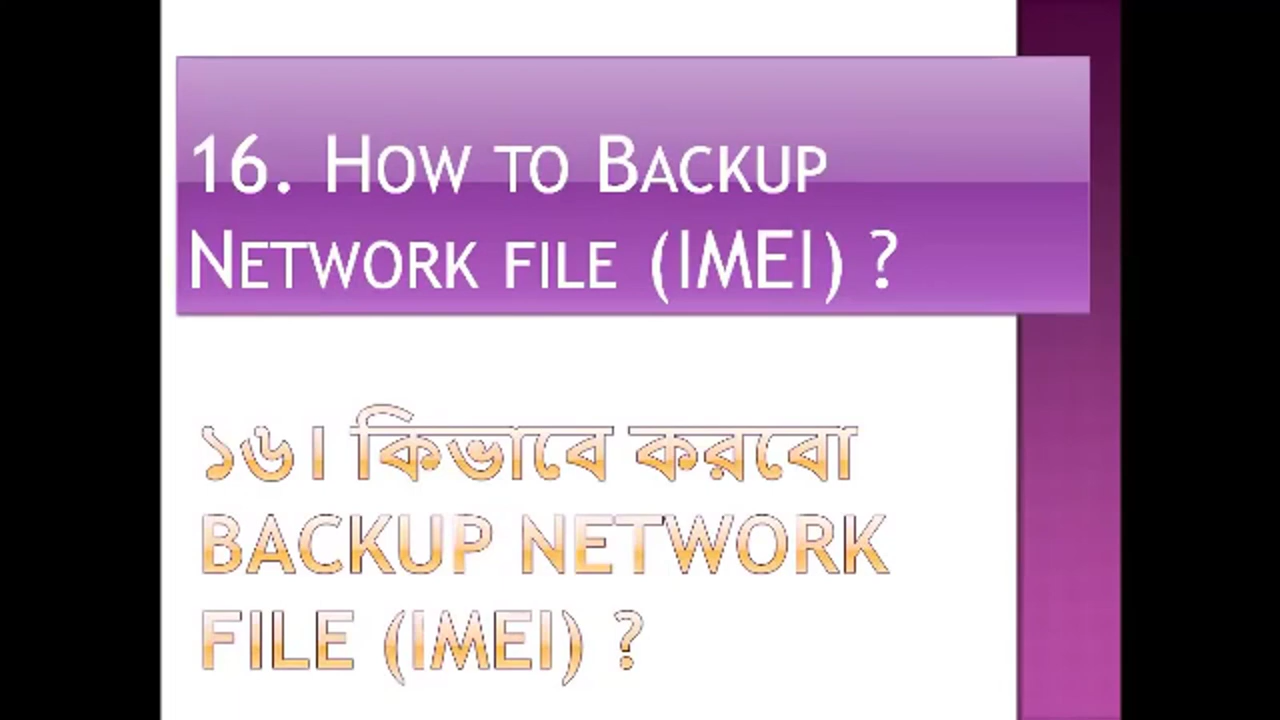 16. How to Backup
Network file (IMEI) ?
১৬। কিভাবে করবো
BACKUP NETWORK
FILE (IMEI) ?